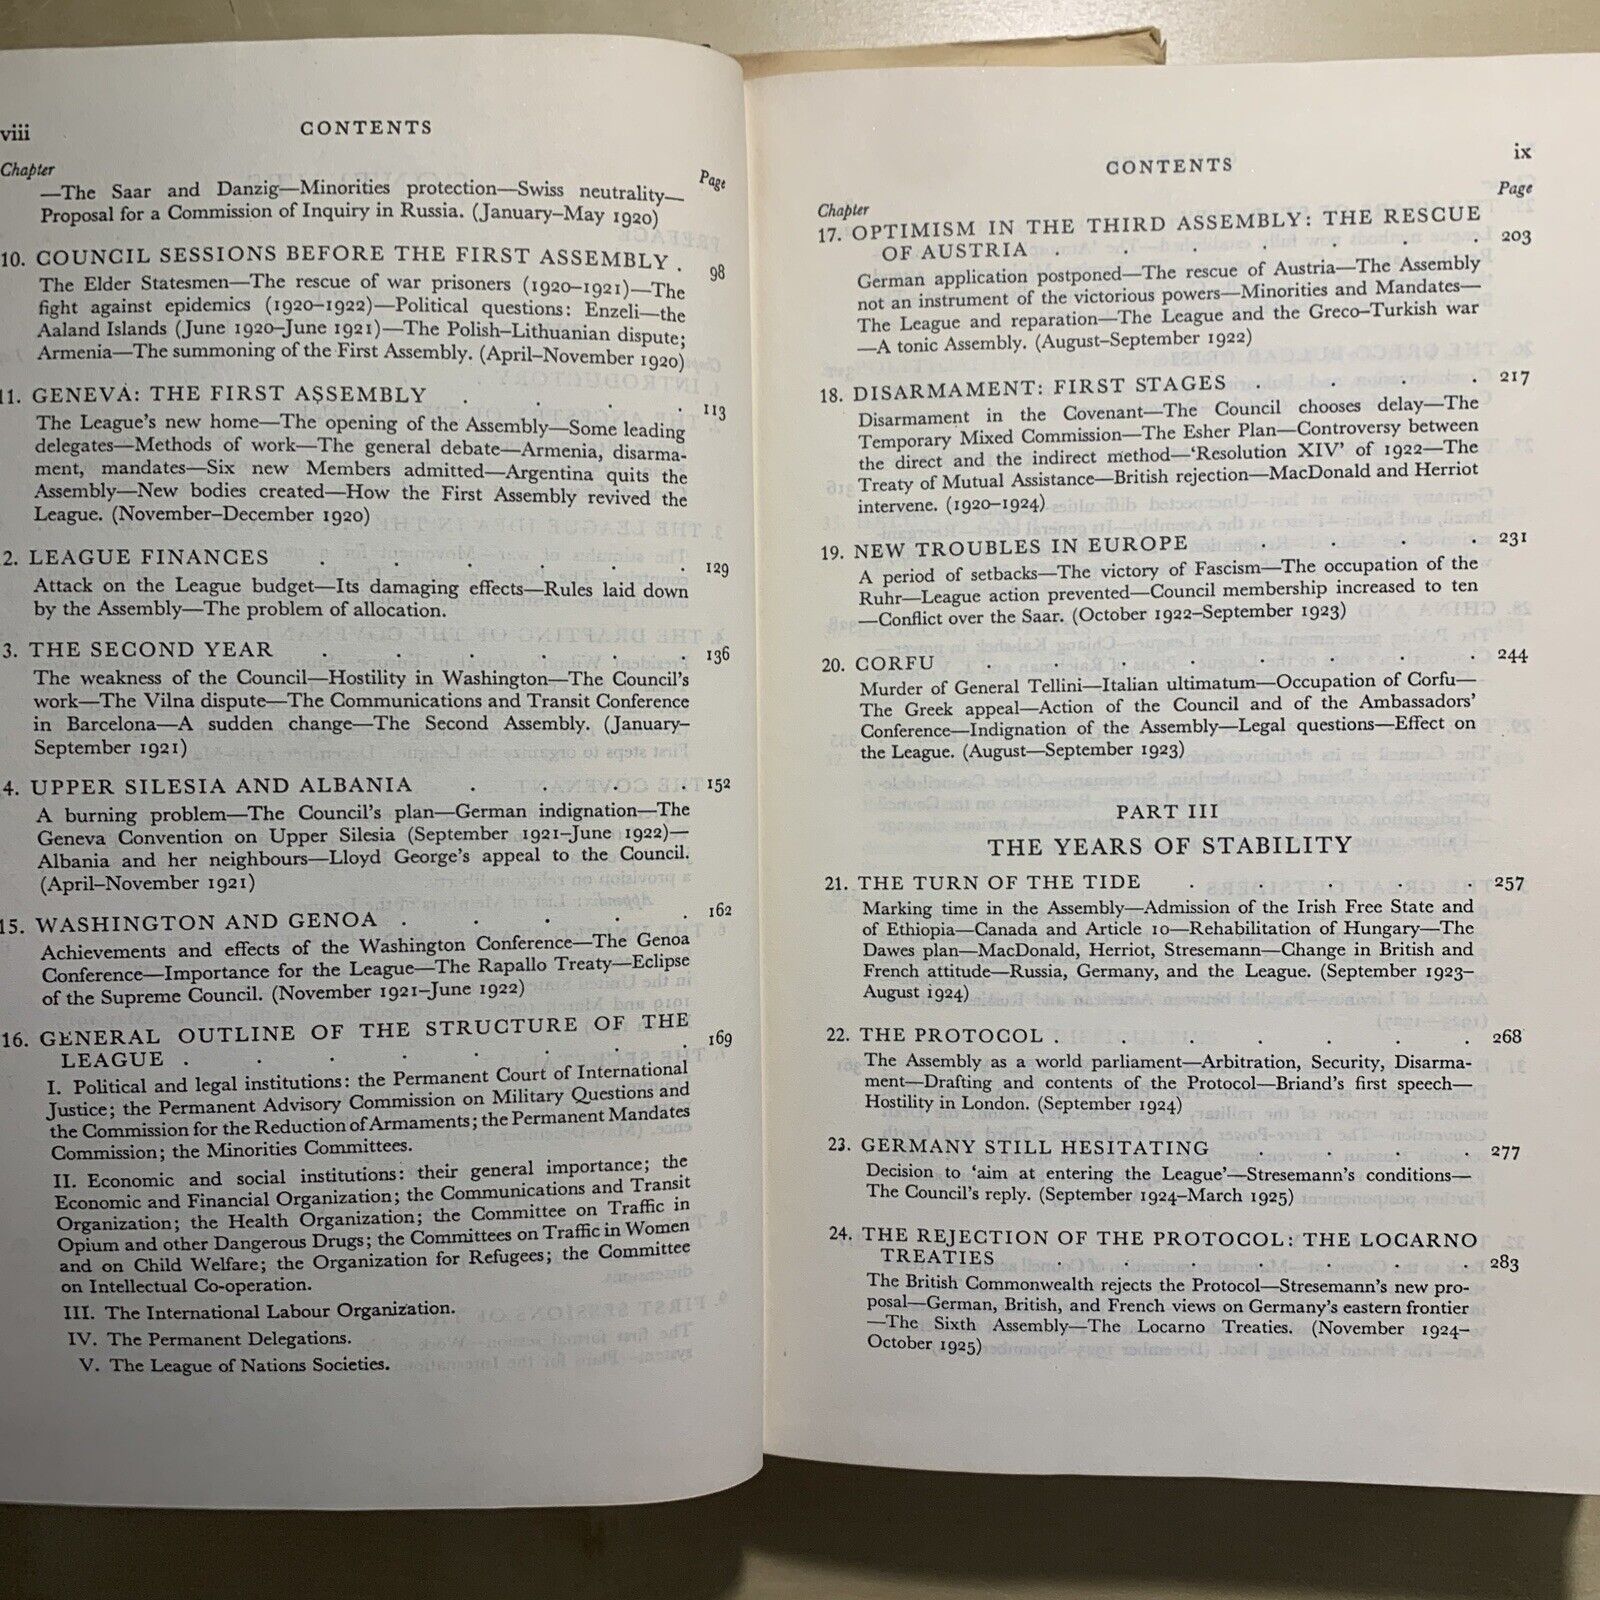 viii
CONTENTS
Chapter
Page
—The Saar and Danzig—Minorities protection—Swiss neutrality—
Proposal for a Commission of Inquiry in Russia. (January–May 1920)
10. COUNCIL SESSIONS BEFORE THE FIRST ASSEMBLY . 98
The Elder Statesmen—The rescue of war prisoners (1920–1921)—The
fight against epidemics (1920–1922)—Political questions: Enzeli—the
Aaland Islands (June 1920–June 1921)—The Polish–Lithuanian dispute;
Armenia—The summoning of the First Assembly. (April–November 1920)
11. GENEVA: THE FIRST ASSEMBLY . . . . 113
The League's new home—The opening of the Assembly—Some leading
delegates—Methods of work—The general debate—Armenia, disarma-
ment, mandates—Six new Members admitted—Argentina quits the
Assembly—New bodies created—How the First Assembly revived the
League. (November–December 1920)
2. LEAGUE FINANCES . . . . . . 129
Attack on the League budget—Its damaging effects—Rules laid down
by the Assembly—The problem of allocation.
3. THE SECOND YEAR . . . . . . 136
The weakness of the Council—Hostility in Washington—The Council's
work—The Vilna dispute—The Communications and Transit Conference
in Barcelona—A sudden change—The Second Assembly. (January–
September 1921)
4. UPPER SILESIA AND ALBANIA . . . . 152
A burning problem—The Council's plan—German indignation—The
Geneva Convention on Upper Silesia (September 1921–June 1922)—
Albania and her neighbours—Lloyd George's appeal to the Council.
(April–November 1921)
15. WASHINGTON AND GENOA . . . . . 162
Achievements and effects of the Washington Conference—The Genoa
Conference—Importance for the League—The Rapallo Treaty—Eclipse
of the Supreme Council. (November 1921–June 1922)
16. GENERAL OUTLINE OF THE STRUCTURE OF THE
LEAGUE . . . . . . . . 169
I. Political and legal institutions: the Permanent Court of International
Justice; the Permanent Advisory Commission on Military Questions and
the Commission for the Reduction of Armaments; the Permanent Mandates
Commission; the Minorities Committees.
II. Economic and social institutions: their general importance; the
Economic and Financial Organization; the Communications and Transit
Organization; the Health Organization; the Committee on Traffic in
Opium and other Dangerous Drugs; the Committees on Traffic in Women
and on Child Welfare; the Organization for Refugees; the Committee
on Intellectual Co-operation.
III. The International Labour Organization.
IV. The Permanent Delegations.
V. The League of Nations Societies.
CONTENTS
ix
Chapter
Page
17. OPTIMISM IN THE THIRD ASSEMBLY: THE RESCUE
OF AUSTRIA . . . . . . . 203
German application postponed—The rescue of Austria—The Assembly
not an instrument of the victorious powers—Minorities and Mandates—
The League and reparation—The League and the Greco–Turkish war
—A tonic Assembly. (August–September 1922)
18. DISARMAMENT: FIRST STAGES . . . . 217
Disarmament in the Covenant—The Council chooses delay—The
Temporary Mixed Commission—The Esher Plan—Controversy between
the direct and the indirect method—'Resolution XIV' of 1922—The
Treaty of Mutual Assistance—British rejection—MacDonald and Herriot
intervene. (1920–1924)
19. NEW TROUBLES IN EUROPE . . . . 231
A period of setbacks—The victory of Fascism—The occupation of the
Ruhr—League action prevented—Council membership increased to ten
—Conflict over the Saar. (October 1922–September 1923)
20. CORFU . . . . . . . . 244
Murder of General Tellini—Italian ultimatum—Occupation of Corfu—
The Greek appeal—Action of the Council and of the Ambassadors'
Conference—Indignation of the Assembly—Legal questions—Effect on
the League. (August—September 1923)
PART III
THE YEARS OF STABILITY
21. THE TURN OF THE TIDE . . . . . 257
Marking time in the Assembly—Admission of the Irish Free State and
of Ethiopia—Canada and Article 10—Rehabilitation of Hungary—The
Dawes plan—MacDonald, Herriot, Stresemann—Change in British and
French attitude—Russia, Germany, and the League. (September 1923–
August 1924)
22. THE PROTOCOL . . . . . . . 268
The Assembly as a world parliament—Arbitration, Security, Disarma-
ment—Drafting and contents of the Protocol—Briand's first speech—
Hostility in London. (September 1924)
23. GERMANY STILL HESITATING . . . . 277
Decision to 'aim at entering the League'—Stresemann's conditions—
The Council's reply. (September 1924–March 1925)
24. THE REJECTION OF THE PROTOCOL: THE LOCARNO
TREATIES . . . . . . . 283
The British Commonwealth rejects the Protocol—Stresemann's new pro-
posal—German, British, and French views on Germany's eastern frontier
—The Sixth Assembly—The Locarno Treaties. (November 1924–
October 1925)